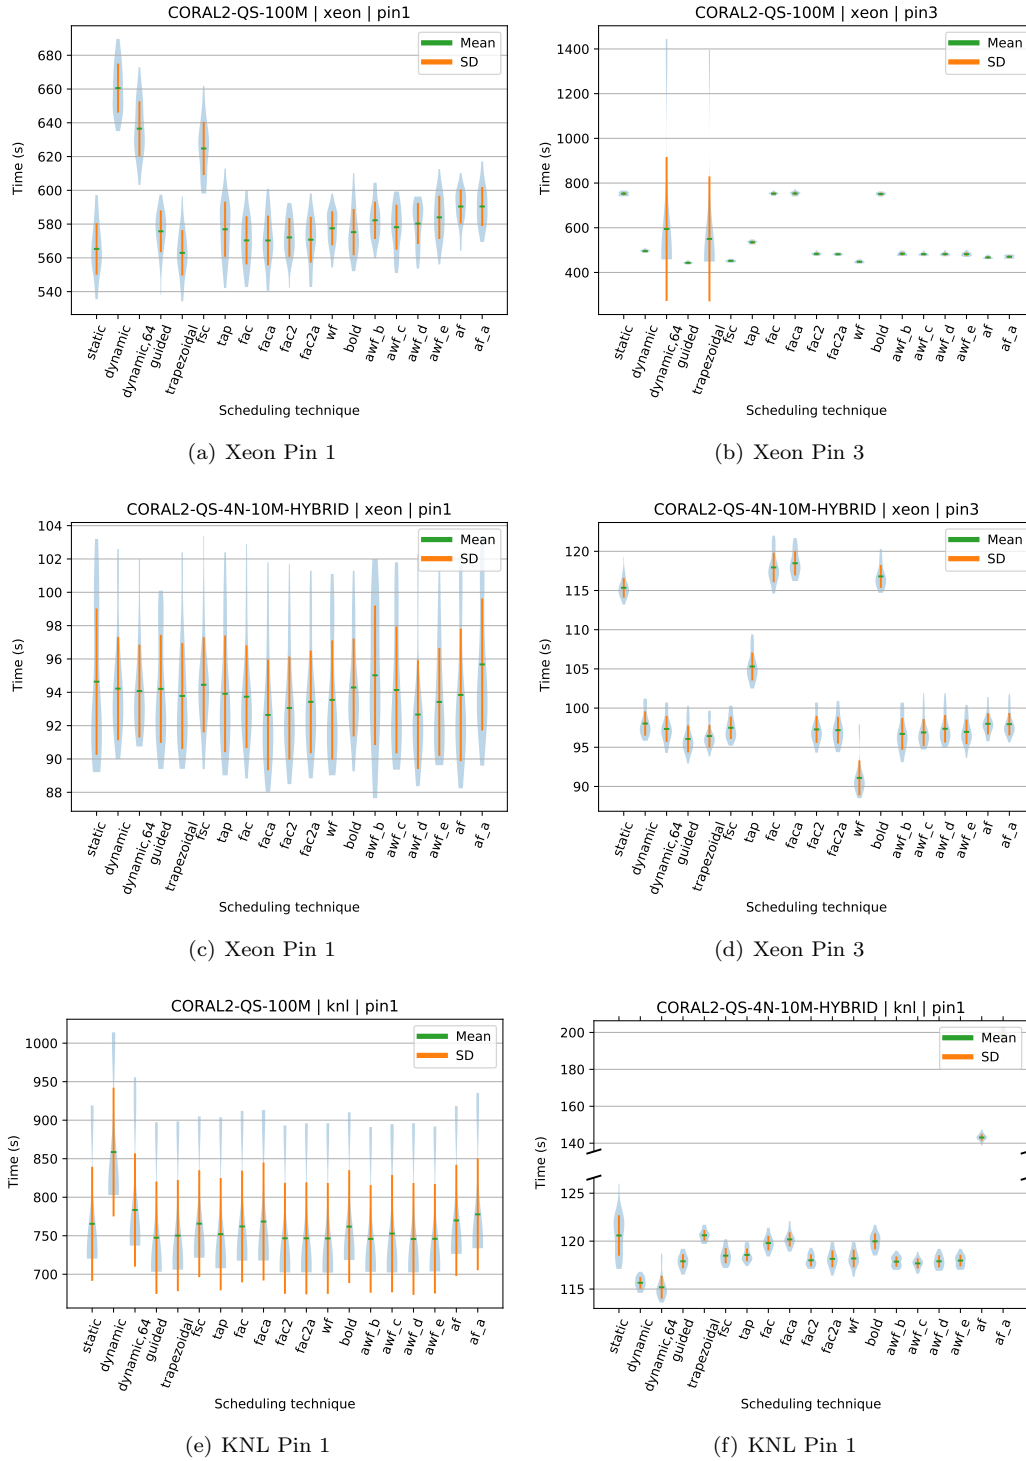 CORAL2-QS-100M | xeon | pin1
Mean
SD
680
660
640
620
600
580
560
540
Time (s)
static
dynamic
dynamic,64
guided
trapezoidal
fsc
tap
fac
faca
fac2
fac2a
wf
bold
awf_b
awf_c
awf_d
awf_e
af
af_a
Scheduling technique
(a) Xeon Pin 1
CORAL2-QS-100M | xeon | pin3
Mean
SD
1400
1200
1000
800
600
400
Time (s)
static
dynamic
dynamic,64
guided
trapezoidal
fsc
tap
fac
faca
fac2
fac2a
wf
bold
awf_b
awf_c
awf_d
awf_e
af
af_a
Scheduling technique
(b) Xeon Pin 3
CORAL2-QS-4N-10M-HYBRID | xeon | pin1
Mean
SD
104
102
100
98
96
94
92
90
88
Time (s)
static
dynamic
dynamic,64
guided
trapezoidal
fsc
tap
fac
faca
fac2
fac2a
wf
bold
awf_b
awf_c
awf_d
awf_e
af
af_a
Scheduling technique
(c) Xeon Pin 1
CORAL2-QS-4N-10M-HYBRID | xeon | pin3
Mean
SD
120
115
110
105
100
95
90
Time (s)
static
dynamic
dynamic,64
guided
trapezoidal
fsc
tap
fac
faca
fac2
fac2a
wf
bold
awf_b
awf_c
awf_d
awf_e
af
af_a
Scheduling technique
(d) Xeon Pin 3
CORAL2-QS-100M | knl | pin1
Mean
SD
1000
950
900
850
800
750
700
Time (s)
static
dynamic
dynamic,64
guided
trapezoidal
fsc
tap
fac
faca
fac2
fac2a
wf
bold
awf_b
awf_c
awf_d
awf_e
af
af_a
Scheduling technique
(e) KNL Pin 1
CORAL2-QS-4N-10M-HYBRID | knl | pin1
Mean
SD
200
180
160
140
125
120
115
Time (s)
static
dynamic
dynamic,64
guided
trapezoidal
fsc
tap
fac
faca
fac2
fac2a
wf
bold
awf_b
awf_c
awf_d
awf_e
af
af_a
Scheduling technique
(f) KNL Pin 1